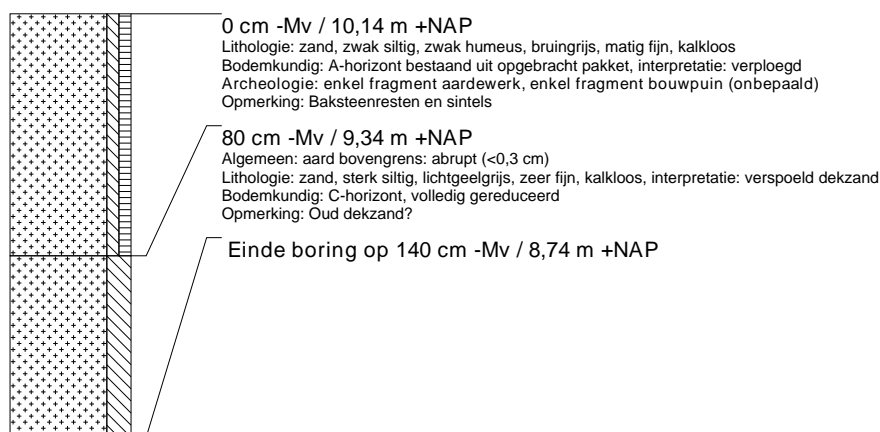 0 cm -Mv / 10,14 m +NAP
Lithologie: zand, zwak siltig, zwak humeus, bruingrijs, matig fijn, kalkloos
Bodemkundig: A-horizont bestaand uit opgebracht pakket, interpretatie: verploegd
Archeologie: enkel fragment aardewerk, enkel fragment bouwpuin (onbepaald)
Opmerking: Baksteenresten en sintels
80 cm -Mv / 9,34 m +NAP
Algemeen: aard bovengrens: abrupt (<0,3 cm)
Lithologie: zand, sterk siltig, lichtgeelgrijs, zeer fijn, kalkloos, interpretatie: verspoeld dekzand
Bodemkundig: C-horizont, volledig gereduceerd
Opmerking: Oud dekzand?
Einde boring op 140 cm -Mv / 8,74 m +NAP